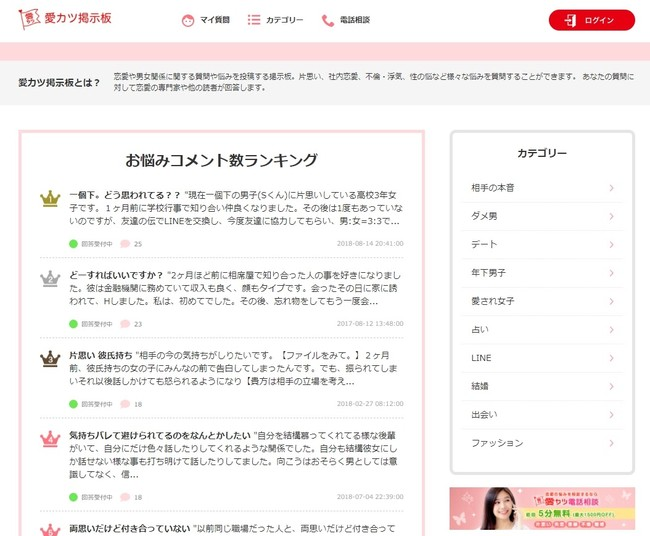 愛カツ掲示板
マイ質問
カテゴリー
電話相談
ログイン
愛カツ掲示板とは？
恋愛や男女関係に関する質問や悩みを投稿する掲示板。片思い、社内恋愛、不倫・浮気、性の悩など様々な悩みを質問することができます。 あなたの質問に
対して恋愛の専門家や他の読者が回答します。
お悩みコメント数ランキング
1
一個下。どう思われてる？？ "現在一個下の男子(Sくん)に片思いしている高校3年女
子です。１ヶ月前に学校行事で知り合い仲良くなりました。その後は1度もあっていな
いのですが、友達の伝でLINEを交換し、今度友達に協力してもらい、男:女=3:3で...
回答受付中 25 2018-08-14 20:41:00
2
どーすればいいですか？ "2ヶ月ほど前に相席屋で知り合った人の事を好きになりまし
た。彼は金融機関に務めていて収入も良く、顔もタイプです。会ったその日に家に誘
われて、Hしました。私は、初めてでした。その後、忘れ物をしてもう一度会...
回答受付中 23 2017-08-12 13:48:00
3
片思い 彼氏持ち "相手の今の気持ちがしりたいです。【ファイルをみて。】２ヶ月
前、彼氏持ちの女の子にみんなの前で告白してしまったんです。でも、振られてしま
いそれ以後話しかけても怒られるようになり【貴方は相手の立場を考え...
回答受付中 18 2018-02-27 08:12:00
4
気持ちバレて避けられてるのをなんとかしたい "自分を結構慕ってくれてる様な後輩
がいて、自分にだけ色々話したりしてくれるような関係でした。自分も彼女にし
か話せない様な事も打ち明けて話したりしてました。向こうはおそらく男としては意
識してなく、信...
回答受付中 18 2018-07-04 22:39:00
両思いだけど付き合っていない "以前同じ職場だった人と、両思いだけど付き合って
カテゴリー
相手の本音
ダメ男
デート
年下男子
愛され女子
占い
LINE
結婚
出会い
ファッション
愛カツ電話相談
初回 5分無料